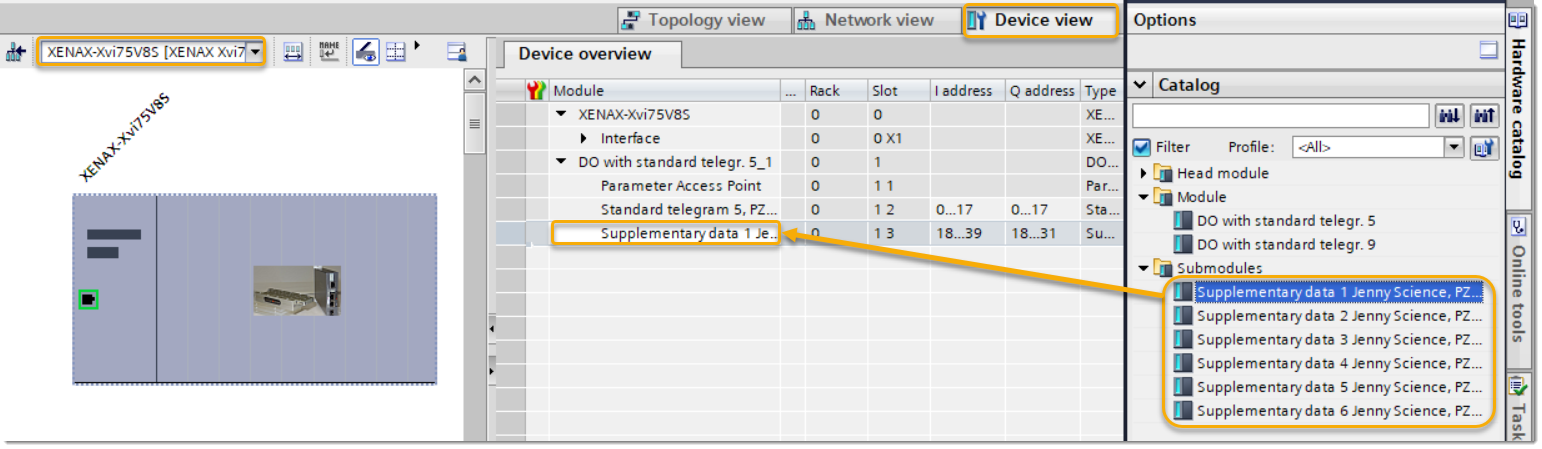 Topology view
Network view
Device view
Options
XENAX-Xvi75V8S [XENAX Xvi7
NAME
Device overview
XENAX-Xvi75V8S
Module ... Rack Slot I address Q address Type
XENAX-Xvi75V8S 0 0 XE...
Interface 0 0 X1 XE...
DO with standard telegr. 5_1 0 1 DO...
Parameter Access Point 0 1 1 Par...
Standard telegram 5, PZ... 0 1 2 0...17 0...17 Sta...
Supplementary data 1 Je.. 0 1 3 18...39 18...31 Su...
Catalog
Filter Profile: <All>
Head module
Module
DO with standard telegr. 5
DO with standard telegr. 9
Submodules
Supplementary data 1 Jenny Science, PZ...
Supplementary data 2 Jenny Science, PZ...
Supplementary data 3 Jenny Science, PZ...
Supplementary data 4 Jenny Science, PZ...
Supplementary data 5 Jenny Science, PZ...
Supplementary data 6 Jenny Science, PZ...
Hardware catalog
Online tools
Task